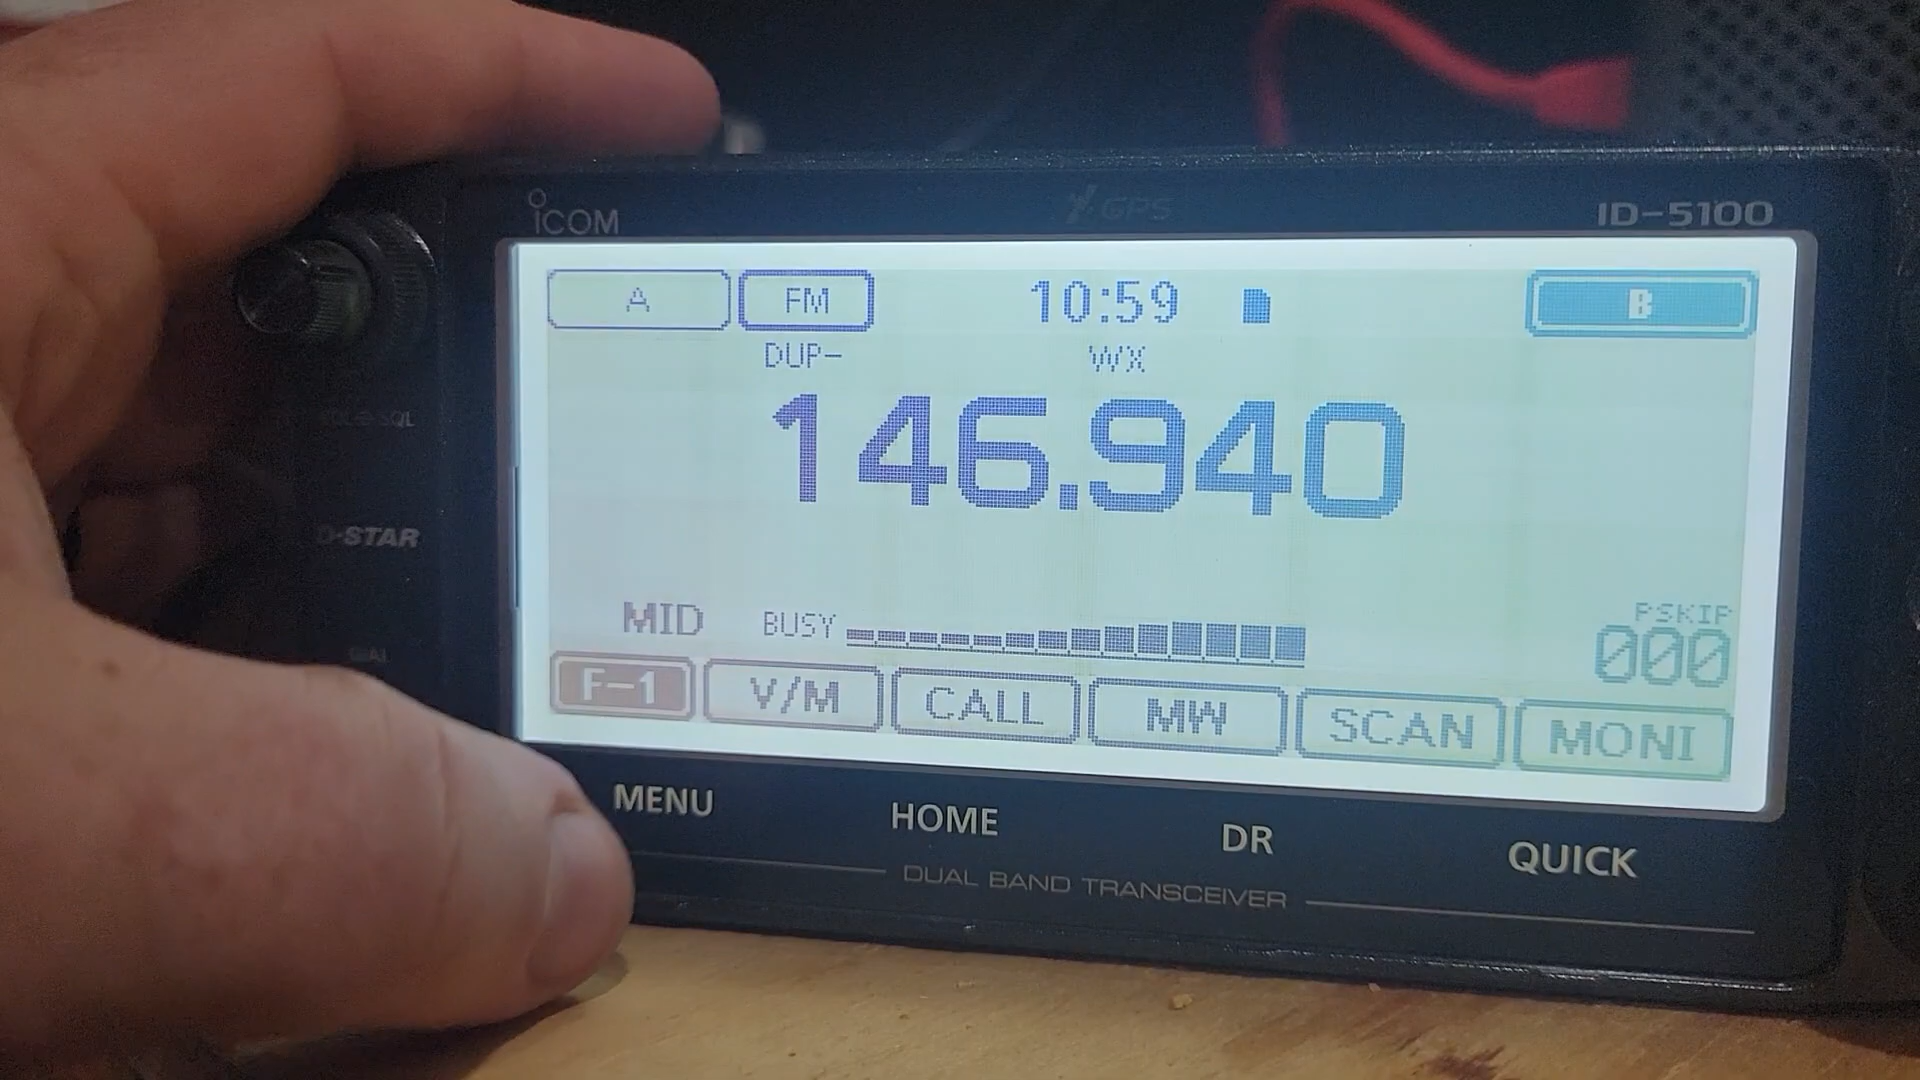 ICOM
GPS
ID-5100
A
FM
10:59
B
DUP-
WX
146.940
D-STAR
MID
BUSY
PSKIP
000
F-1
V/M
CALL
MW
SCAN
MONI
MENU
HOME
DR
QUICK
DUAL BAND TRANSCEIVER